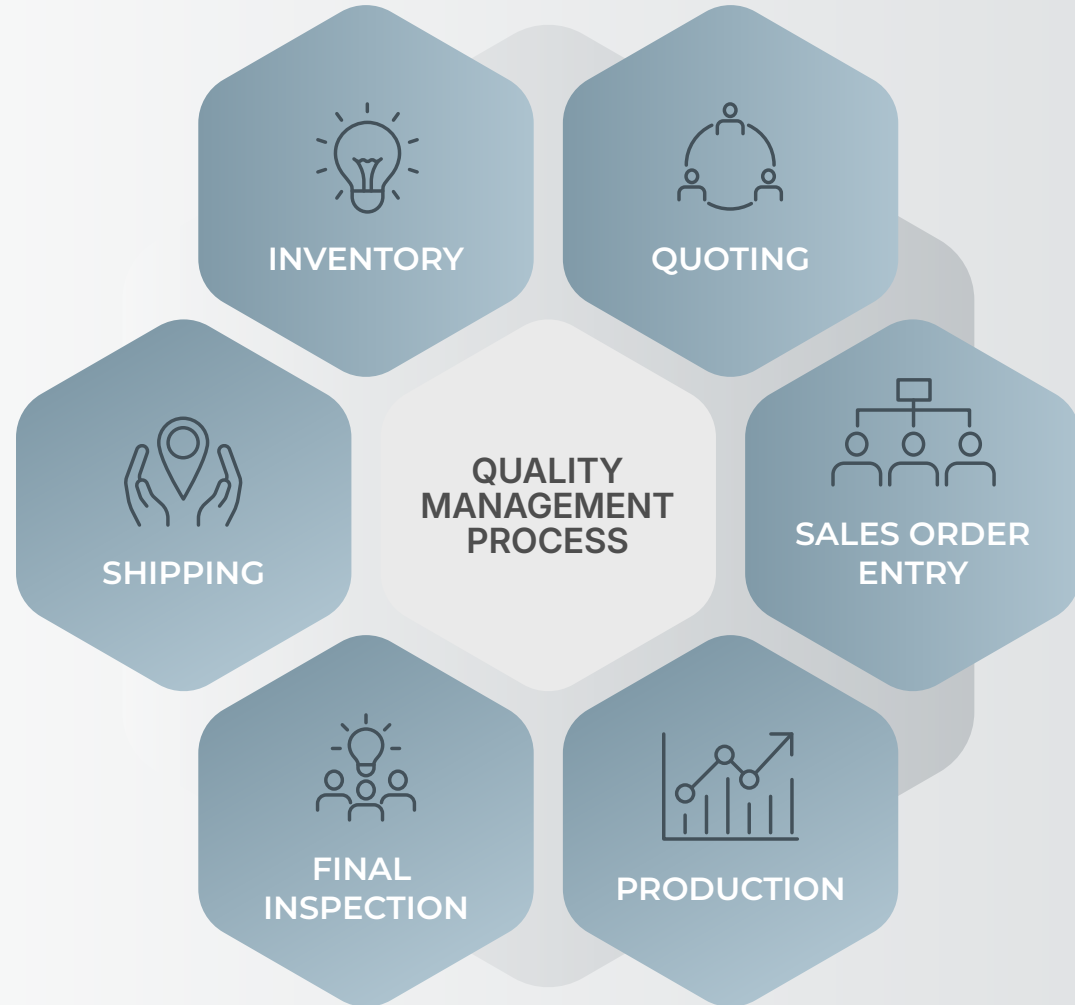 INVENTORY
QUOTING
QUALITY
MANAGEMENT
PROCESS
SALES ORDER
ENTRY
SHIPPING
FINAL
INSPECTION
PRODUCTION